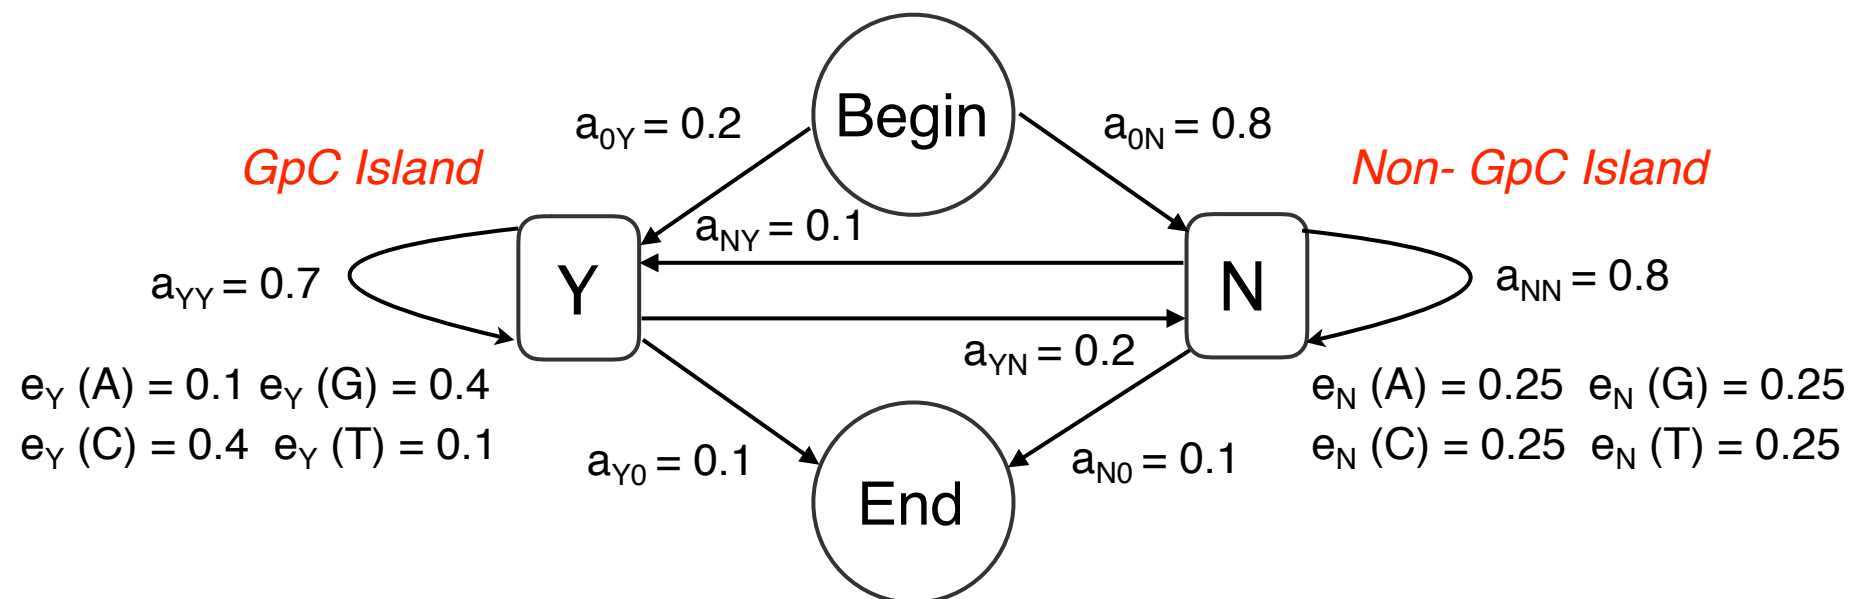 Begin
a0Y = 0.2
a0N = 0.8
GpC Island
Non- GpC Island
aNY = 0.1
Y
N
aYY = 0.7
aNN = 0.8
aYN = 0.2
eY (A) = 0.1 eY (G) = 0.4
eY (C) = 0.4 eY (T) = 0.1
eN (A) = 0.25 eN (G) = 0.25
eN (C) = 0.25 eN (T) = 0.25
aY0 = 0.1
aN0 = 0.1
End